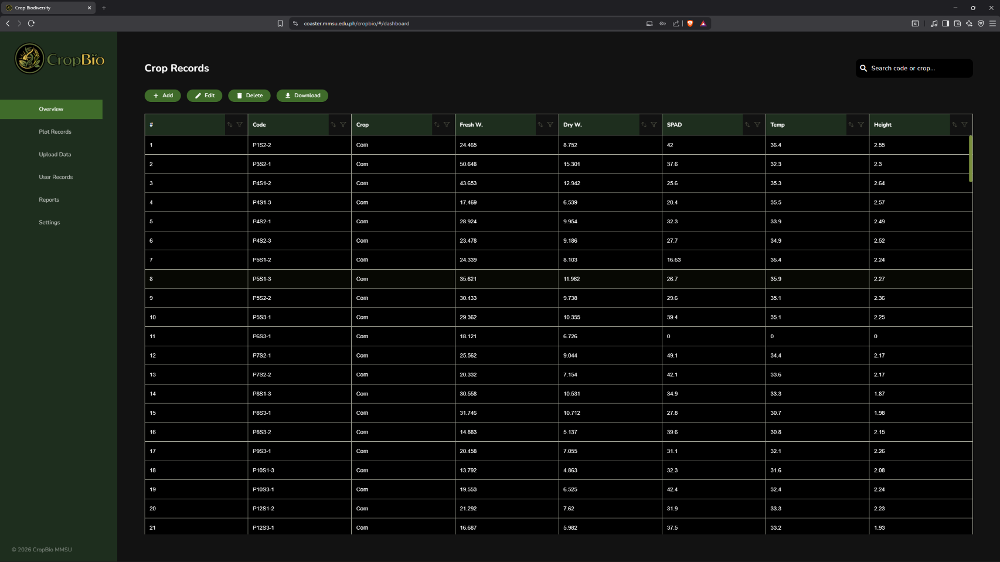 Crop Biodiversity
coaster.mmsu.edu.ph/cropbio/#/dashboard
CropBio
Overview
Plot Records
Upload Data
User Records
Reports
Settings
Crop Records
Search code or crop...
Add Edit Delete Download
# Code Crop Fresh W. Dry W. SPAD Temp Height
1 P1S2-2 Corn 24.465 8.752 42 36.4 2.55
2 P3S2-1 Corn 50.648 15.301 37.6 32.3 2.3
3 P4S1-2 Corn 43.653 12.942 25.6 35.3 2.64
4 P4S1-3 Corn 17.469 6.539 20.4 35.5 2.57
5 P4S2-1 Corn 28.924 9.954 32.3 33.9 2.49
6 P4S2-3 Corn 23.478 9.186 27.7 34.9 2.52
7 P5S1-2 Corn 24.339 8.103 16.63 36.4 2.24
8 P5S1-3 Corn 35.621 11.962 26.7 35.9 2.27
9 P5S2-2 Corn 30.433 9.738 29.6 35.1 2.36
10 P5S3-1 Corn 29.362 10.355 39.4 35.1 2.25
11 P6S3-1 Corn 18.121 6.726 0 0 0
12 P7S2-1 Corn 25.562 9.044 49.1 34.4 2.17
13 P7S2-2 Corn 20.332 7.154 42.1 33.6 2.17
14 P8S1-3 Corn 30.558 10.531 34.9 33.3 1.87
15 P8S3-1 Corn 31.746 10.712 27.8 30.7 1.98
16 P8S3-2 Corn 14.883 5.137 39.6 30.8 2.15
17 P9S3-1 Corn 20.458 7.055 31.1 32.1 2.26
18 P10S1-3 Corn 13.792 4.863 32.3 31.6 2.08
19 P10S3-1 Corn 19.553 6.525 42.4 32.4 2.24
20 P12S1-2 Corn 21.292 7.62 31.9 33.3 2.23
21 P12S3-1 Corn 16.687 5.982 37.5 33.2 1.93
© 2026 CropBio MMSU